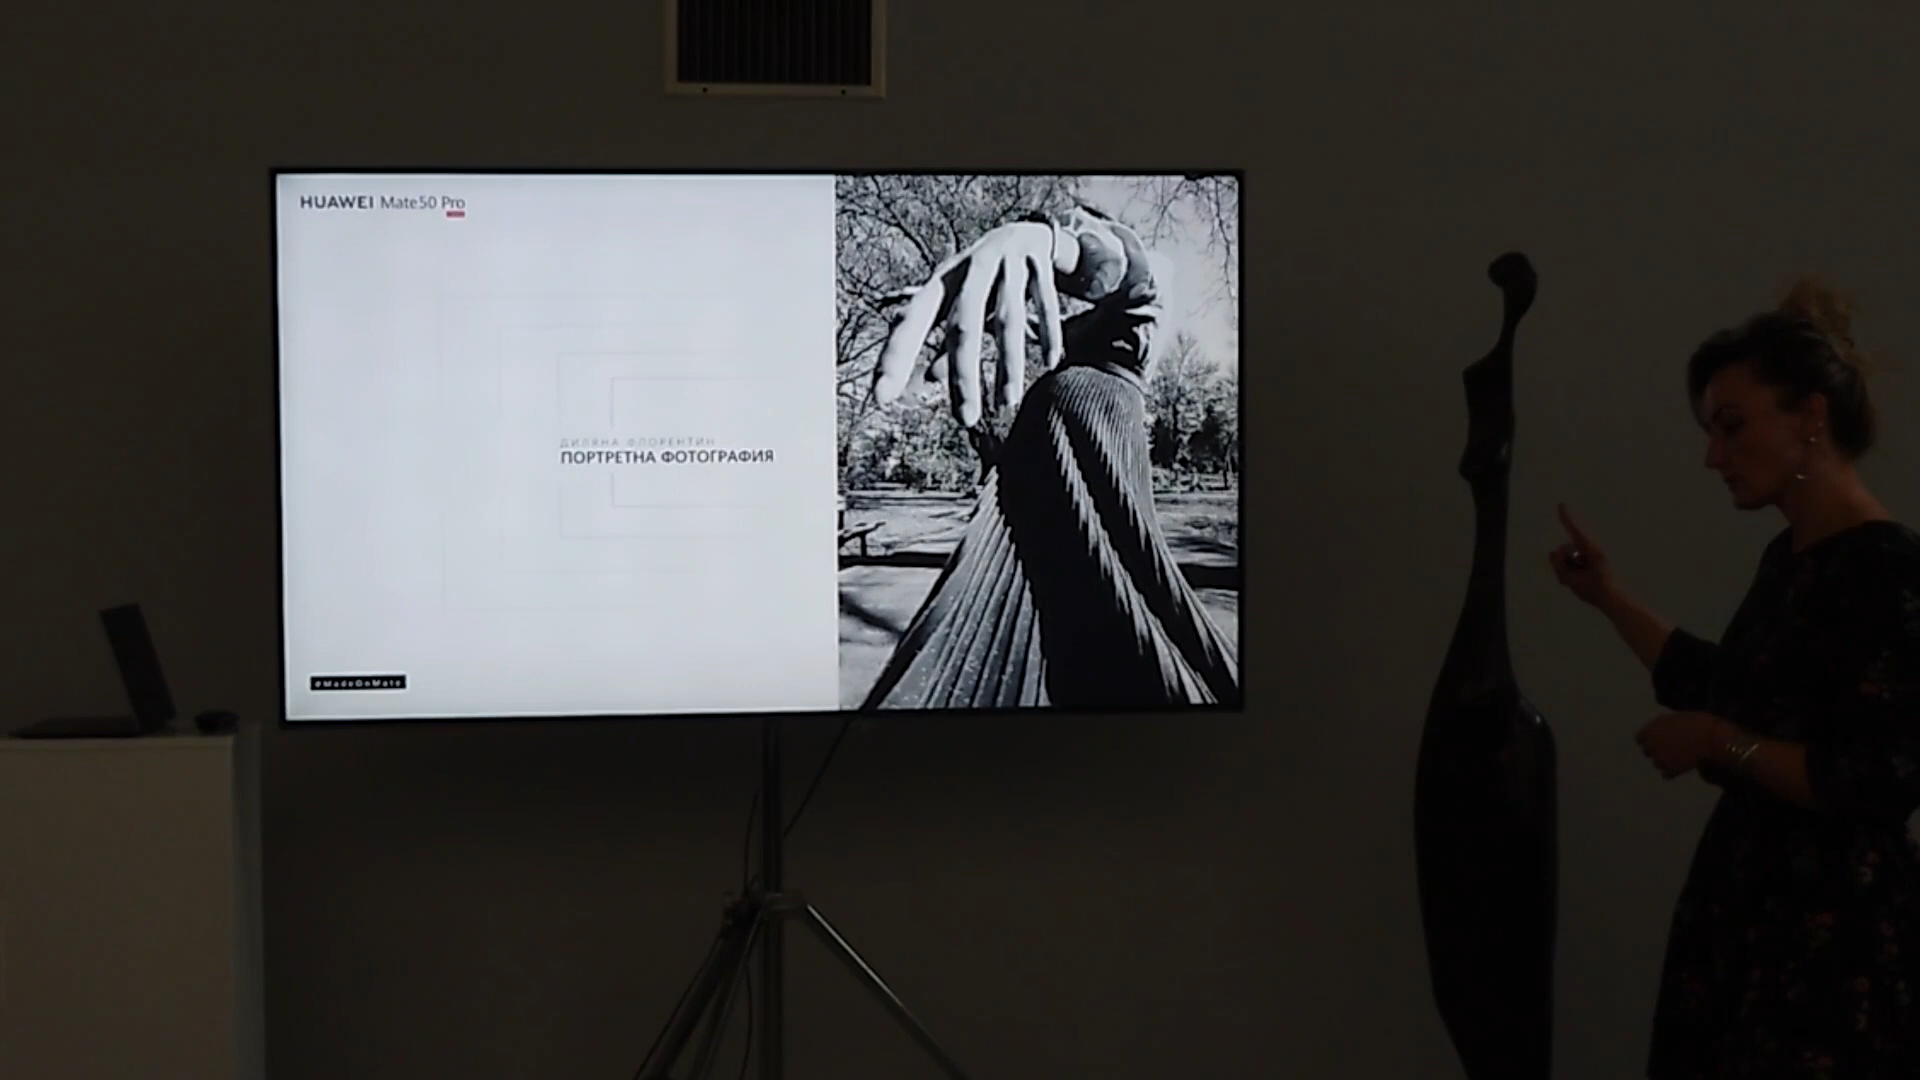 HUAWEI Mate50 Pro
ДИЛЯНА ФЛОРЕНТИН
ПОРТРЕТНА ФОТОГРАФИЯ
#MadeOnMate